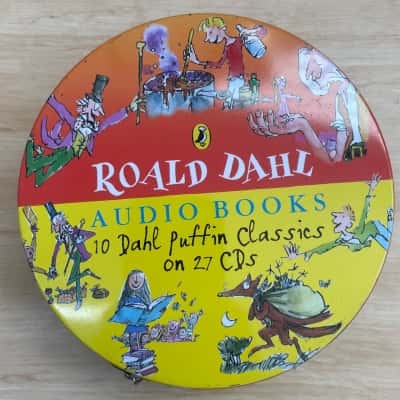 ROALD DAHL
AUDIO BOOKS
10 Dahl Puffin Classics
on 27 CDs